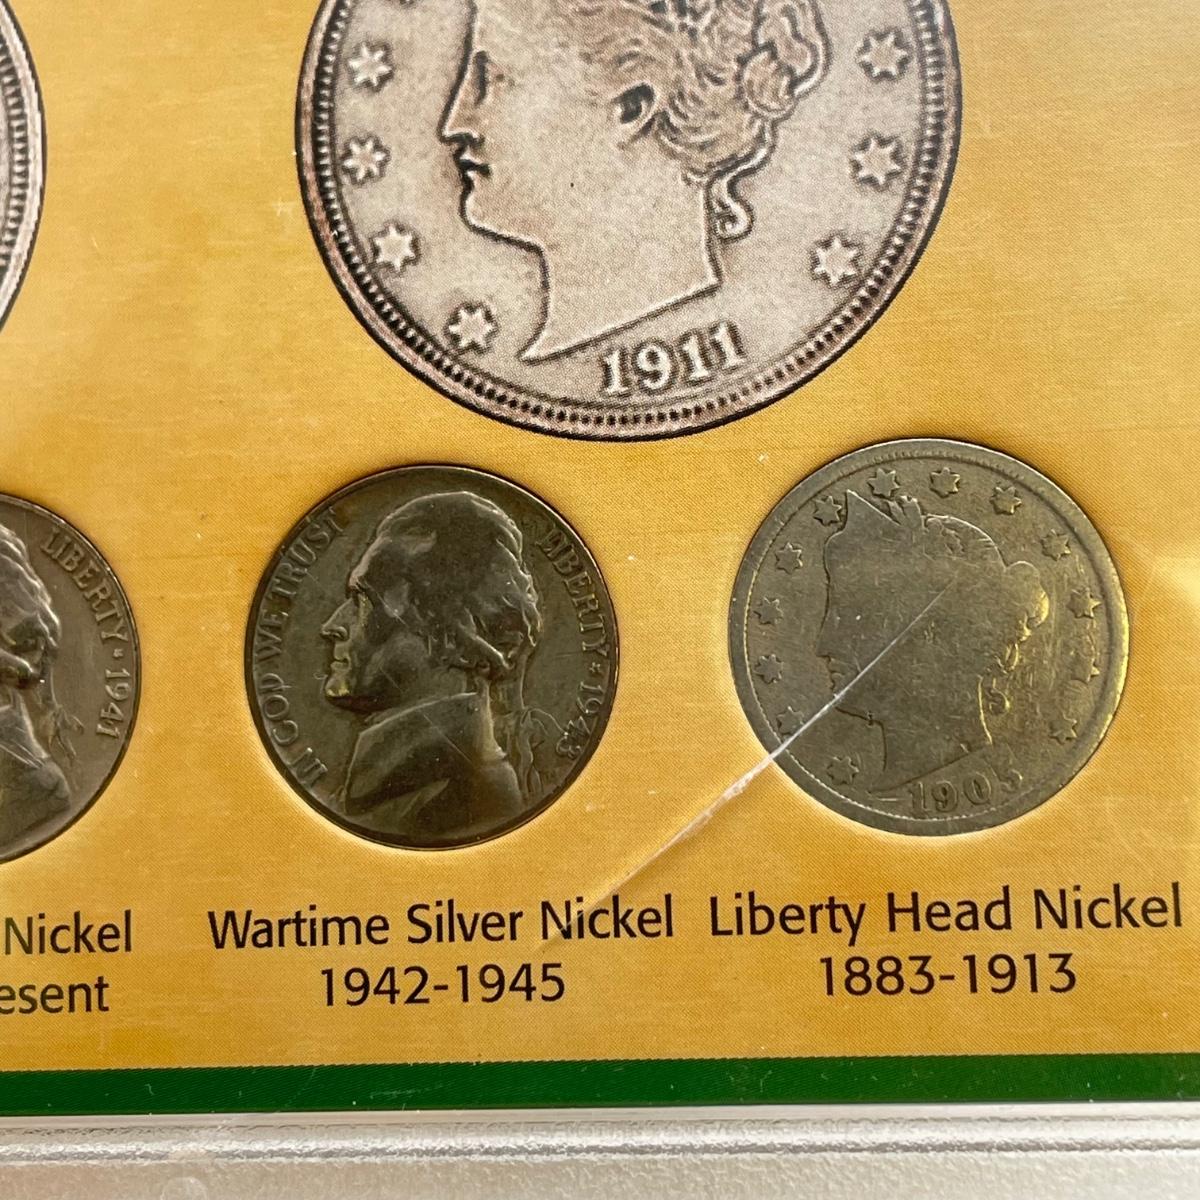 1911
LIBERTY * 1941
IN GOD WE TRUST
LIBERTY * 1943
1905
Nickel
esent
Wartime Silver Nickel
1942-1945
Liberty Head Nickel
1883-1913